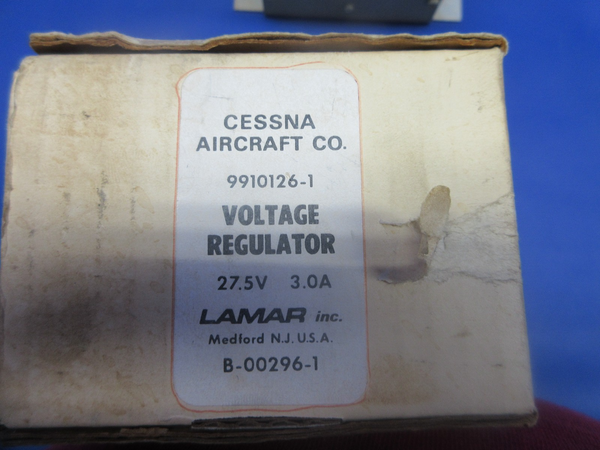 CESSNA
AIRCRAFT CO.
9910126-1
VOLTAGE
REGULATOR
27.5V 3.0A
LAMAR inc.
Medford N.J. U.S.A.
B-00296-1